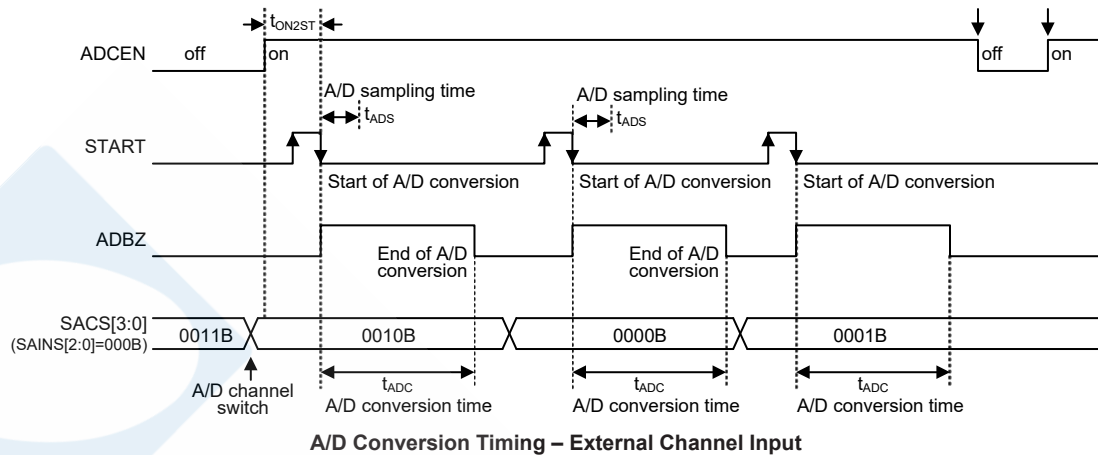 tON2ST
ADCEN off on off on
A/D sampling time A/D sampling time
tADS tADS
START
Start of A/D conversion Start of A/D conversion Start of A/D conversion
ADBZ
End of A/D conversion End of A/D conversion
SACS[3:0]
(SAINS[2:0]=000B)
0011B 0010B 0000B 0001B
A/D channel switch
tADC tADC tADC
A/D conversion time A/D conversion time A/D conversion time
A/D Conversion Timing – External Channel Input